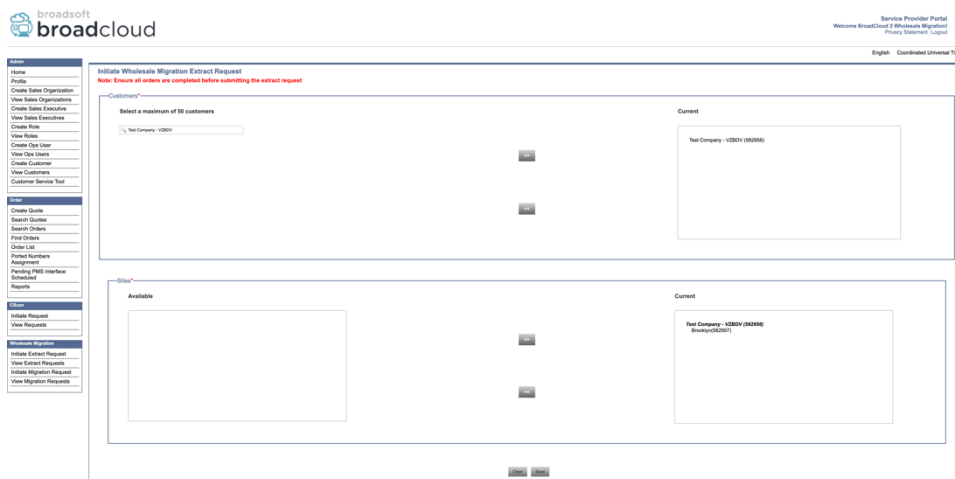 broadsoft
broadcloud
Service Provider Portal
Welcome BroadCloud 2 Wholesale Migration!
Privacy Statement Logout
English Coordinated Universal Ti
Admin
Home
Profile
Create Sales Organization
View Sales Organizations
Create Sales Executive
View Sales Executives
Create Role
View Roles
Create Ops User
View Ops Users
Create Customer
View Customers
Customer Service Tool
Order
Create Quote
Search Quotes
Search Orders
Find Orders
Order List
Ported Numbers
Assignment
Pending PMS Interface
Scheduled
Reports
CScan
Initiate Request
View Requests
Wholesale Migration
Initiate Extract Request
View Extract Requests
Initiate Migration Request
View Migration Requests
Initiate Wholesale Migration Extract Request
Note: Ensure all orders are completed before submitting the extract request
Customers*
Select a maximum of 50 customers
Test Company - VZBDV
>>
<<
Current
Test Company - VZBDV (582956)
Sites*
Available
>>
<<
Current
Test Company - VZBDV (582956)
Brooklyn(582957)
Clear Save